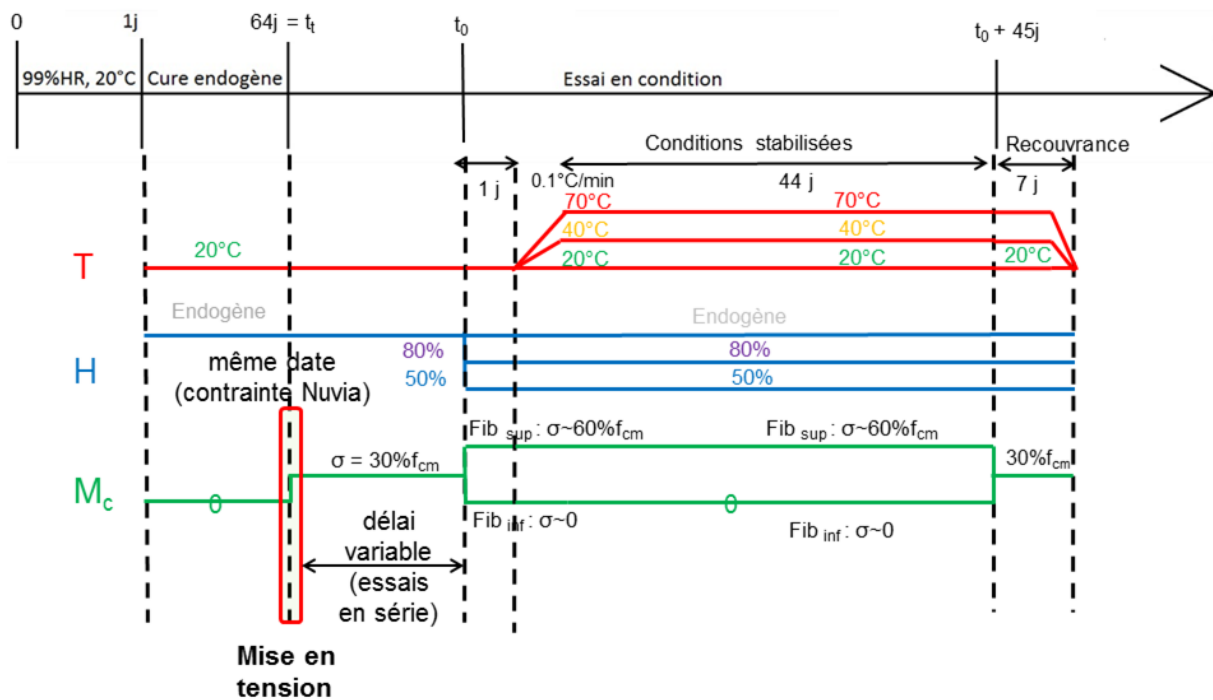 0
1j
64j = tt
t0
t0 + 45j
99%HR, 20°C
Cure endogène
Essai en condition
Conditions stabilisées
Recouvrance
1 j
0.1°C/min
44 j
7 j
70°C
70°C
40°C
40°C
T
20°C
20°C
20°C
20°C
Endogène
Endogène
H
80%
80%
50%
50%
même date
(contrainte Nuvia)
Fib sup : σ~60%fcm
Fib sup : σ~60%fcm
σ = 30%fcm
30%fcm
Mc
0
0
Fib inf : σ~0
Fib inf : σ~0
délai
variable
(essais
en série)
Mise en
tension